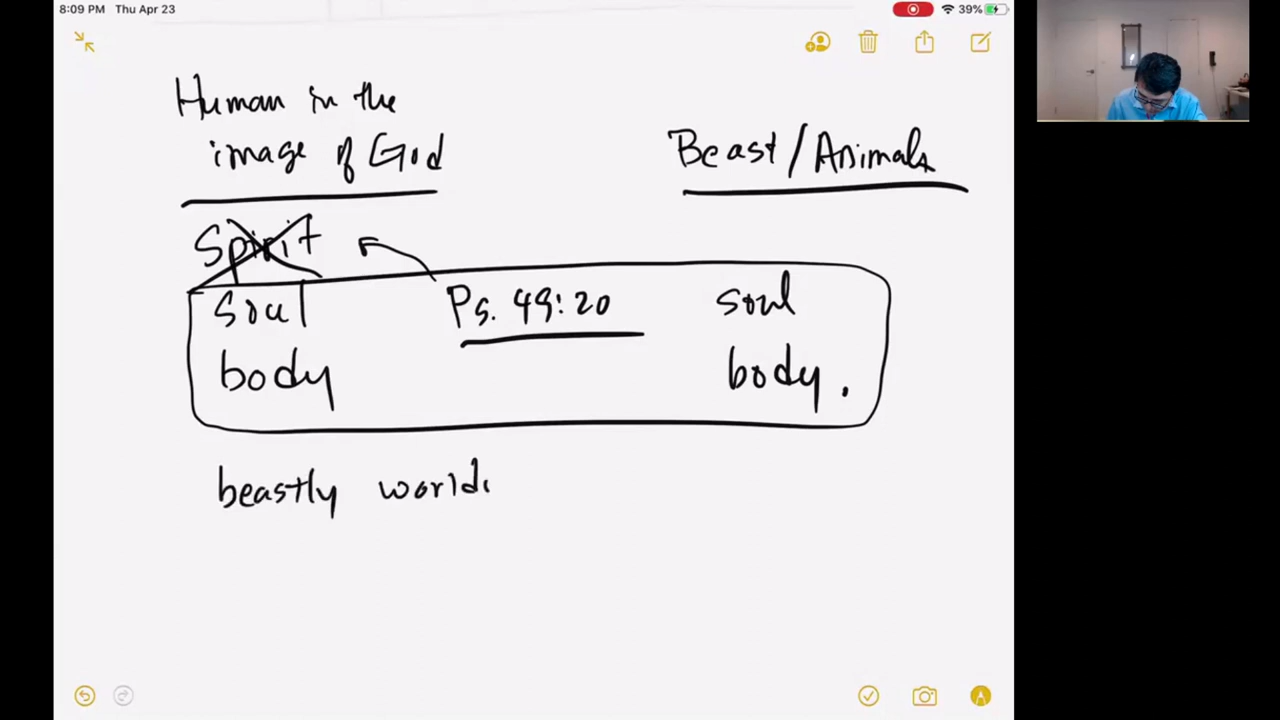 8:09 PM Thu Apr 23
39%
Human in the
image of God
Beast/Animals
Spirit
soul
Ps. 49:20
soul
body
body.
beastly world